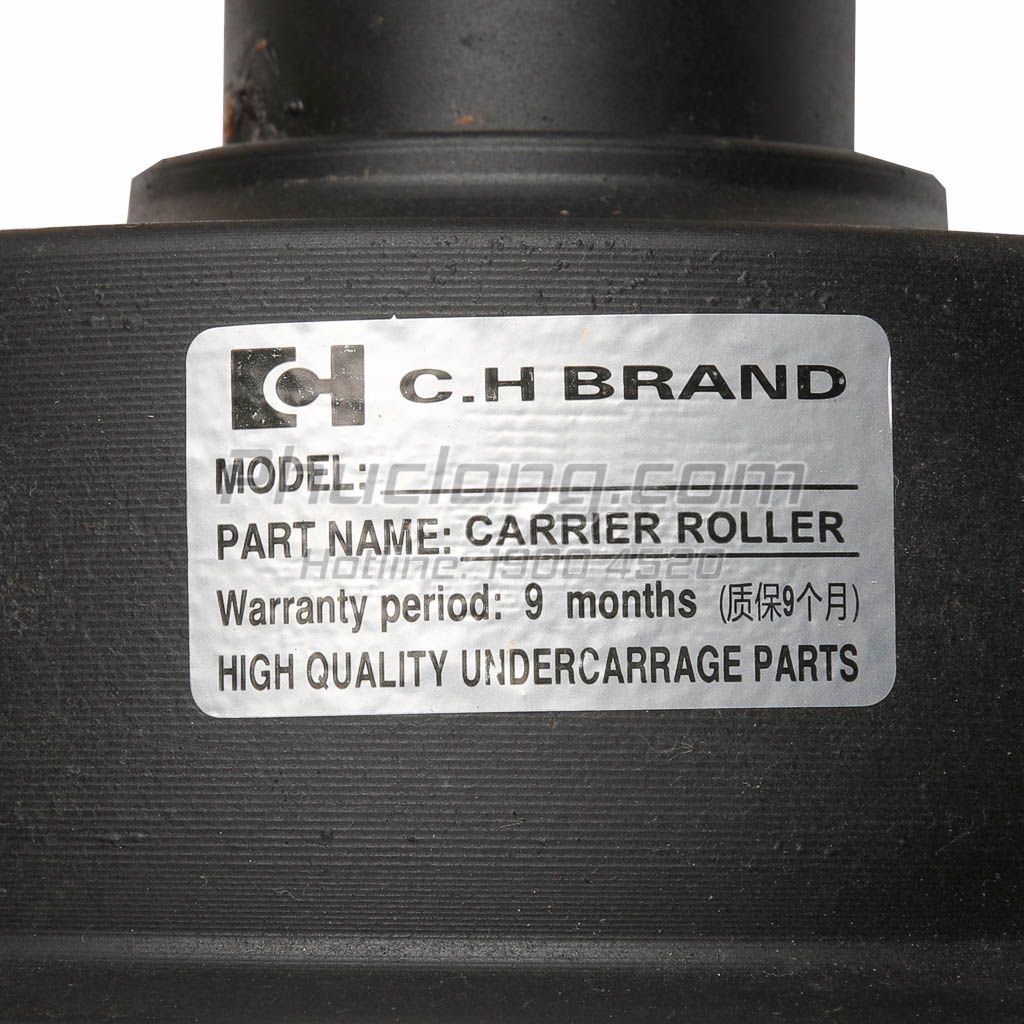 CH C.H BRAND
MODEL:
Phuclong.com
PART NAME: CARRIER ROLLER
Hotline: 1900 4520
Warranty period: 9 months (质保9个月)
HIGH QUALITY UNDERCARRAGE PARTS